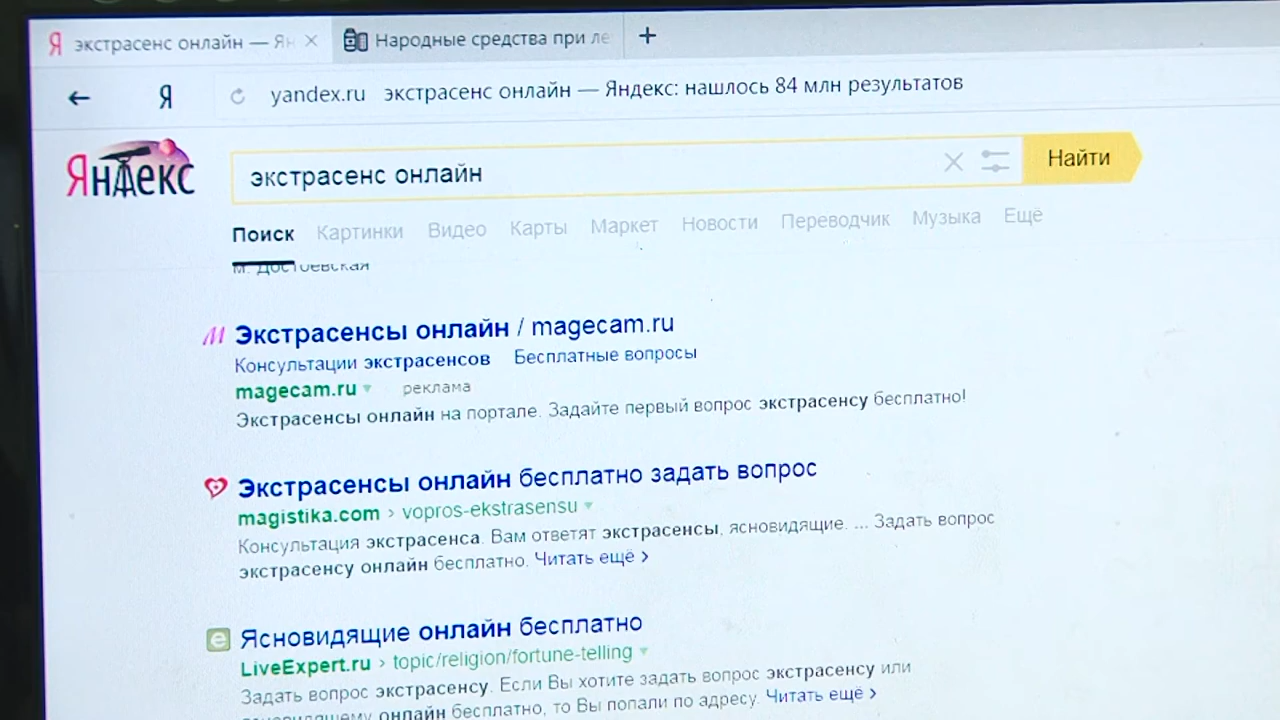 Я экстрасенс онлайн — Ян
Народные средства при ле
Я
yandex.ru экстрасенс онлайн — Яндекс: нашлось 84 млн результатов
Яндекс
экстрасенс онлайн
Найти
Поиск Картинки Видео Карты Маркет Новости Переводчик Музыка Ещё
м. Достоевская
Экстрасенсы онлайн / magecam.ru
Консультации экстрасенсов Бесплатные вопросы
magecam.ru реклама
Экстрасенсы онлайн на портале. Задайте первый вопрос экстрасенсу бесплатно!
Экстрасенсы онлайн бесплатно задать вопрос
magistika.com › vopros-ekstrasensu
Консультация экстрасенса. Вам ответят экстрасенсы, ясновидящие. ... Задать вопрос
экстрасенсу онлайн бесплатно. Читать ещё ›
Ясновидящие онлайн бесплатно
LiveExpert.ru › topic/religion/fortune-telling
Задать вопрос экстрасенсу. Если Вы хотите задать вопрос экстрасенсу или
онлайн бесплатно, то Вы попали по адресу. Читать ещё ›